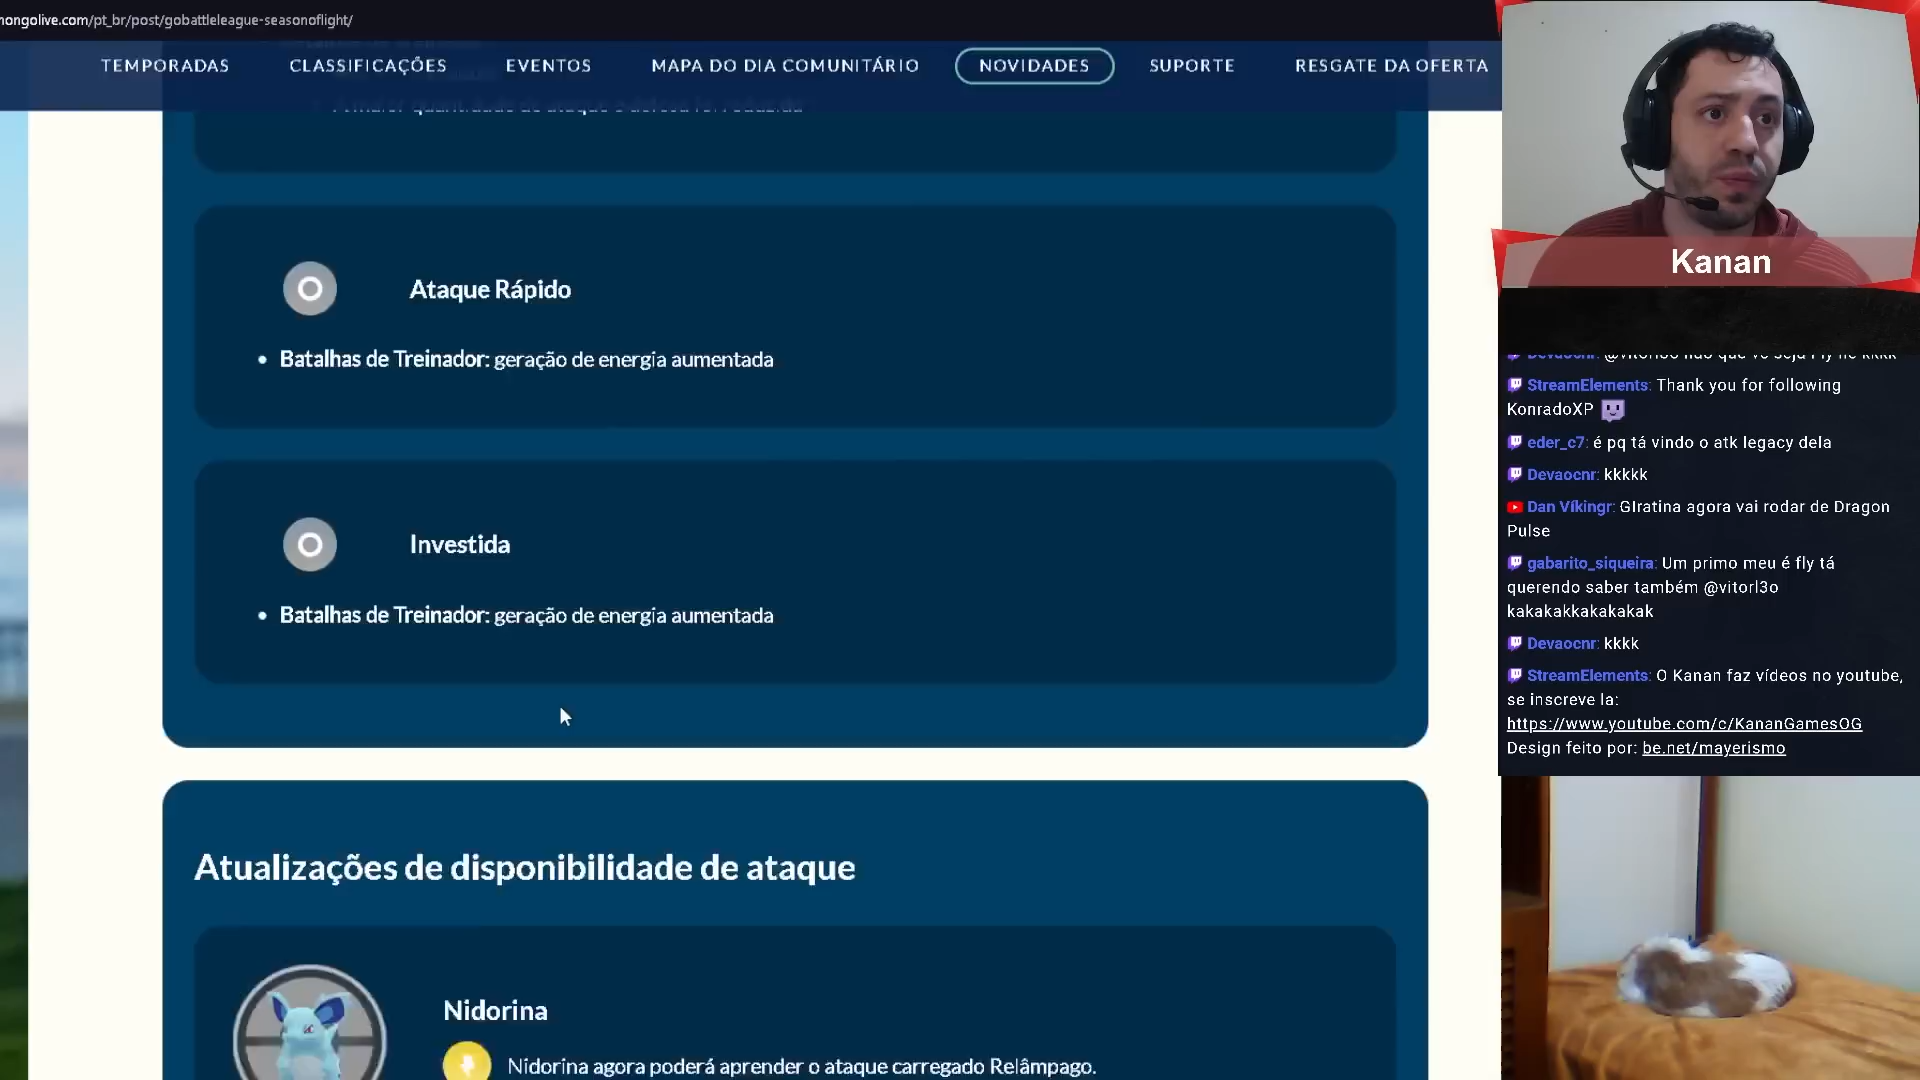 nongolive.com/pt_br/post/gobattleleague-seasonoflight/
TEMPORADAS CLASSIFICAÇÕES EVENTOS MAPA DO DIA COMUNITÁRIO NOVIDADES SUPORTE RESGATE DA OFERTA
Ataque Rápido
• Batalhas de Treinador: geração de energia aumentada
Investida
• Batalhas de Treinador: geração de energia aumentada
Atualizações de disponibilidade de ataque
Nidorina
Nidorina agora poderá aprender o ataque carregado Relâmpago.
Kanan
StreamElements: Thank you for following
KonradoXP
eder_c7: é pq tá vindo o atk legacy dela
Devaocnr: kkkkk
Dan Víkingr: GIratina agora vai rodar de Dragon
Pulse
gabarito_siqueira: Um primo meu é fly tá
querendo saber também @vitorl3o
kakakakkakakakak
Devaocnr: kkkk
StreamElements: O Kanan faz vídeos no youtube,
se inscreve la:
https://www.youtube.com/c/KananGamesOG
Design feito por: be.net/mayerismo